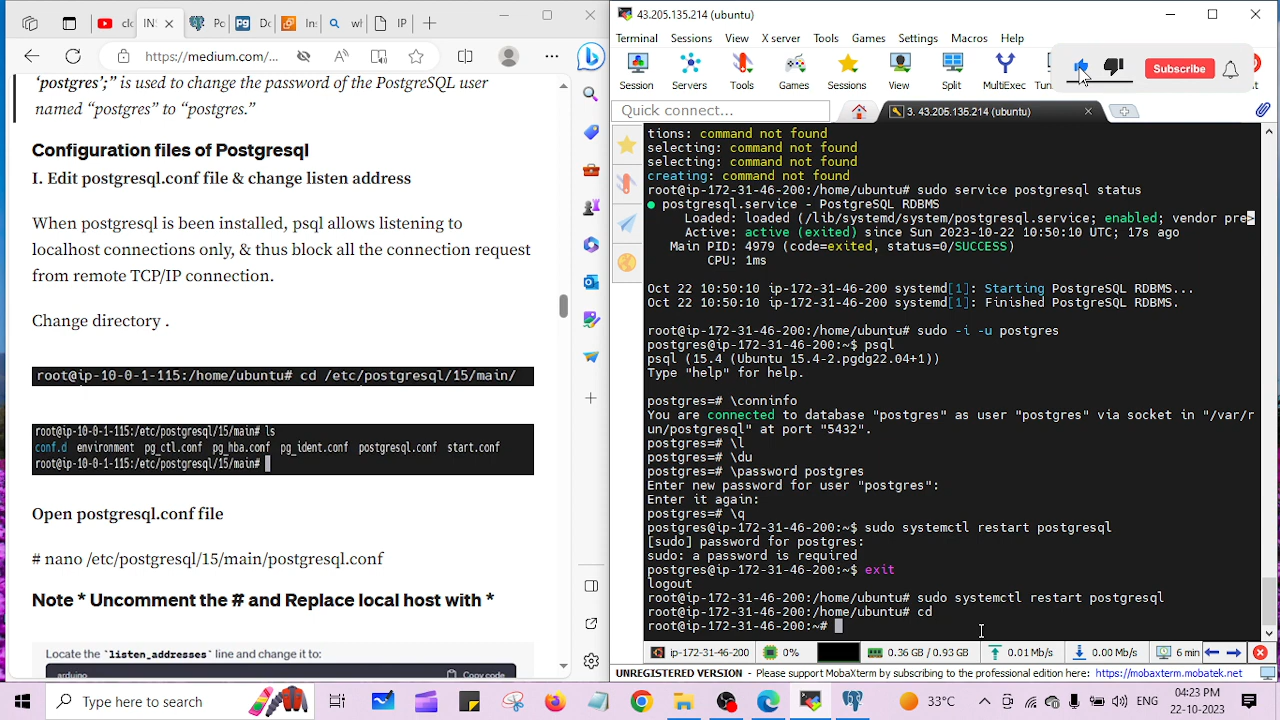 clo
INS
Po
Do
Ins
wh
IP
https://medium.com/...
'postgres';" is used to change the password of the PostgreSQL user
named "postgres" to "postgres."
Configuration files of Postgresql
I. Edit postgresql.conf file & change listen address
When postgresql is been installed, psql allows listening to
localhost connections only, & thus block all the connection request
from remote TCP/IP connection.
Change directory .
root@ip-10-0-1-115:/home/ubuntu# cd /etc/postgresql/15/main/
root@ip-10-0-1-115:/etc/postgresql/15/main# ls
conf.d environment pg_ctl.conf pg_hba.conf pg_ident.conf postgresql.conf start.conf
root@ip-10-0-1-115:/etc/postgresql/15/main#
Open postgresql.conf file
# nano /etc/postgresql/15/main/postgresql.conf
Note * Uncomment the # and Replace local host with *
Locate the `listen_addresses` line and change it to:
arduino
Copy code
43.205.135.214 (ubuntu)
Terminal Sessions View X server Tools Games Settings Macros Help
Session Servers Tools Games Sessions View Split MultiExec
Subscribe
Quick connect...
3. 43.205.135.214 (ubuntu)
tions: command not found
selecting: command not found
selecting: command not found
creating: command not found
root@ip-172-31-46-200:/home/ubuntu# sudo service postgresql status
● postgresql.service - PostgreSQL RDBMS
Loaded: loaded (/lib/systemd/system/postgresql.service; enabled; vendor pre>
Active: active (exited) since Sun 2023-10-22 10:50:10 UTC; 17s ago
Main PID: 4979 (code=exited, status=0/SUCCESS)
CPU: 1ms
Oct 22 10:50:10 ip-172-31-46-200 systemd[1]: Starting PostgreSQL RDBMS...
Oct 22 10:50:10 ip-172-31-46-200 systemd[1]: Finished PostgreSQL RDBMS.
root@ip-172-31-46-200:/home/ubuntu# sudo -i -u postgres
postgres@ip-172-31-46-200:~$ psql
psql (15.4 (Ubuntu 15.4-2.pgdg22.04+1))
Type "help" for help.
postgres=# \conninfo
You are connected to database "postgres" as user "postgres" via socket in "/var/r
un/postgresql" at port "5432".
postgres=# \l
postgres=# \du
postgres=# \password postgres
Enter new password for user "postgres":
Enter it again:
postgres=# \q
postgres@ip-172-31-46-200:~$ sudo systemctl restart postgresql
[sudo] password for postgres:
sudo: a password is required
postgres@ip-172-31-46-200:~$ exit
logout
root@ip-172-31-46-200:/home/ubuntu# sudo systemctl restart postgresql
root@ip-172-31-46-200:/home/ubuntu# cd
root@ip-172-31-46-200:~#
ip-172-31-46-200 0% 0.36 GB / 0.93 GB 0.01 Mb/s 0.00 Mb/s 6 min
UNREGISTERED VERSION - Please support MobaXterm by subscribing to the professional edition here: https://mobaxterm.mobatek.net
Type here to search
33°C
ENG
04:23 PM
22-10-2023